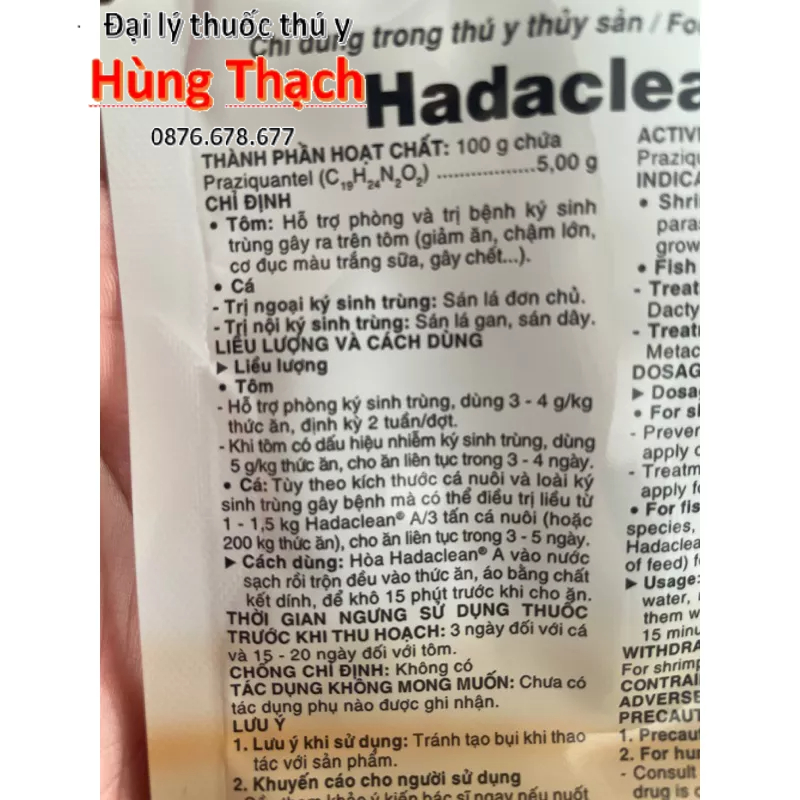 Đại lý thuốc thú y
Hùng Thạch
0876.678.677
Chỉ dùng trong thú y thủy sản / Fo
Hadaclea
THÀNH PHẦN HOẠT CHẤT: 100 g chứa
Praziquantel (C₁₉H₂₄N₂O₂) ..................5,00 g
CHỈ ĐỊNH
• Tôm: Hỗ trợ phòng và trị bệnh ký sinh
trùng gây ra trên tôm (giảm ăn, chậm lớn,
cơ đục màu trắng sữa, gây chết...).
• Cá
- Trị ngoại ký sinh trùng: Sán lá đơn chủ.
- Trị nội ký sinh trùng: Sán lá gan, sán dây.
LIỀU LƯỢNG VÀ CÁCH DÙNG
► Liều lượng
• Tôm
- Hỗ trợ phòng ký sinh trùng, dùng 3 - 4 g/kg
thức ăn, định kỳ 2 tuần/đợt.
- Khi tôm có dấu hiệu nhiễm ký sinh trùng, dùng
5 g/kg thức ăn, cho ăn liên tục trong 3 - 4 ngày.
• Cá: Tùy theo kích thước cá nuôi và loài ký
sinh trùng gây bệnh mà có thể điều trị liều từ
1 - 1,5 kg Hadaclean® A/3 tấn cá nuôi (hoặc
200 kg thức ăn), cho ăn liên tục trong 3 - 5 ngày.
► Cách dùng: Hòa Hadaclean® A vào nước
sạch rồi trộn đều vào thức ăn, áo bằng chất
kết dính, để khô 15 phút trước khi cho ăn.
THỜI GIAN NGƯNG SỬ DỤNG THUỐC
TRƯỚC KHI THU HOẠCH: 3 ngày đối với cá
và 15 - 20 ngày đối với tôm.
CHỐNG CHỈ ĐỊNH: Không có
TÁC DỤNG KHÔNG MONG MUỐN: Chưa có
tác dụng phụ nào được ghi nhận.
LƯU Ý
1. Lưu ý khi sử dụng: Tránh tạo bụi khi thao
tác với sản phẩm.
2. Khuyến cáo cho người sử dụng
ACTIV
Praziqu
INDICA
• Shri
para
grow
• Fish
- Treat
Dacty
- Treat
Metac
DOSAG
► Dosa
• For sh
- Preven
apply o
- Treatm
apply fo
• For fis
species,
Hadaclea
of feed) f
► Usage:
water,
them w
15 minu
WITHDRA
For shrimp
CONTRAI
ADVERSE
PRECAUT
1. Precau
2. For hu
- Consult
drug is